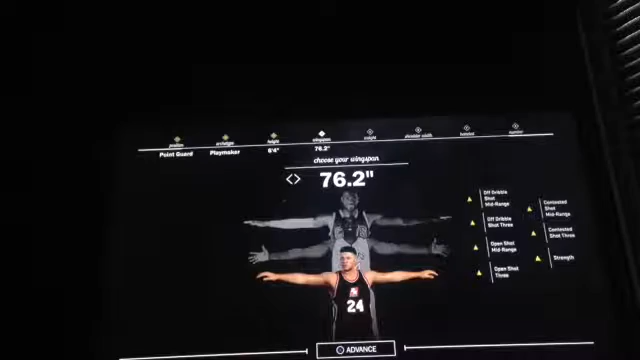 position archetype height wingspan weight shoulder width handed number
Point Guard Playmaker 6'4" 76.2"
choose your wingspan
76.2"
Off Dribble
Shot
Mid-Range
Off Dribble
Shot Three
Open Shot
Mid-Range
Open Shot
Three
Contested
Shot
Mid-Range
Contested
Shot Three
Strength
24
ADVANCE